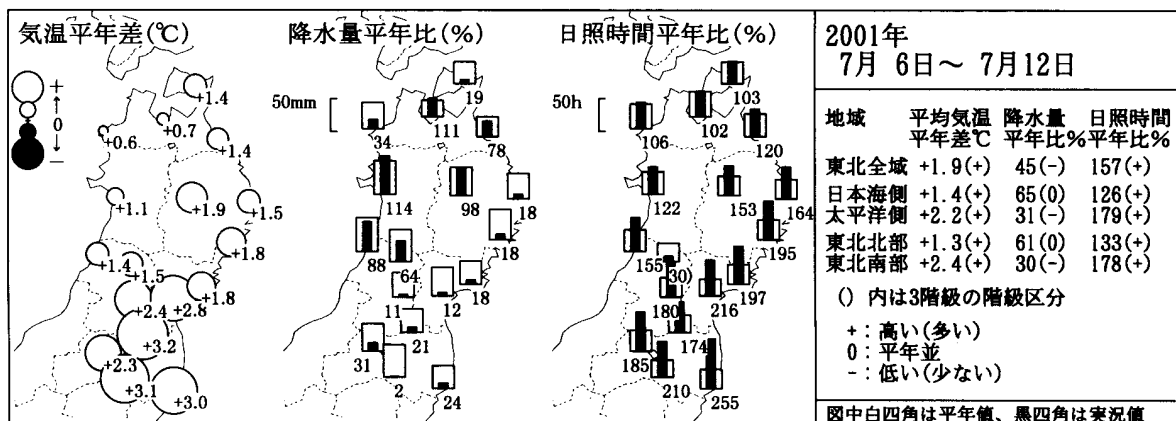 気温平年差(℃)
+
↑
0
↓
−
+1.4
+0.7
+0.6
+1.4
+1.1
+1.9
+1.5
+1.8
+1.4
+1.5
+1.8
+2.4
+2.8
+3.2
+2.3
+3.1
+3.0
降水量平年比(%)
50mm
19
111
34
78
114
98
18
88
64
18
11
12
18
21
31
2
24
日照時間平年比(%)
50h
103
102
106
120
122
153
164
195
155
197
180
216
174
185
210
255
2001年
7月 6日～ 7月12日
地域 平均気温 降水量 日照時間
平年差℃ 平年比% 平年比%
東北全域 +1.9(+) 45(-) 157(+)
日本海側 +1.4(+) 65(0) 126(+)
太平洋側 +2.2(+) 31(-) 179(+)
東北北部 +1.3(+) 61(0) 133(+)
東北南部 +2.4(+) 30(-) 178(+)
() 内は3階級の階級区分
+：高い(多い)
0：平年並
-：低い(少ない)
図中白四角は平年値、黒四角は実況値